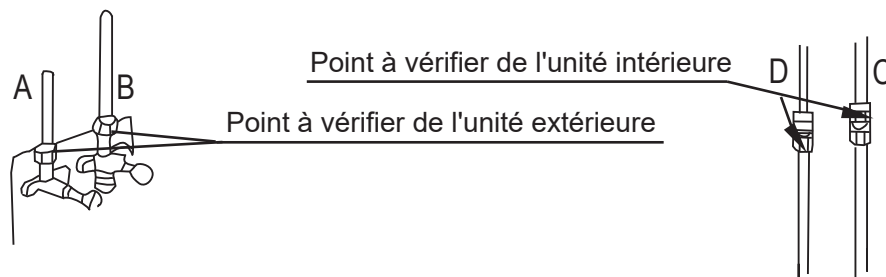 A
B
Point à vérifier de l'unité intérieure
D
C
Point à vérifier de l'unité extérieure